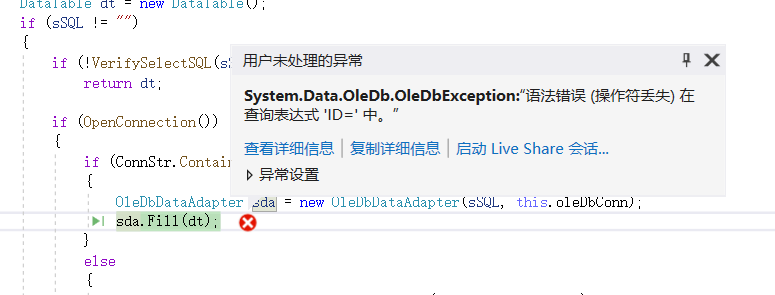 DataTable dt = new DataTable();
if (sSQL != "")
{
if (!VerifySelectSQL(sS
return dt;
if (OpenConnection())
{
if (ConnStr.Contain
{
OleDbDataAdapter sda = new OleDbDataAdapter(sSQL, this.oleDbConn);
sda.Fill(dt);
}
else
{
用户未处理的异常
System.Data.OleDb.OleDbException:“语法错误 (操作符丢失) 在
查询表达式 'ID=' 中。”
查看详细信息 | 复制详细信息 | 启动 Live Share 会话...
异常设置